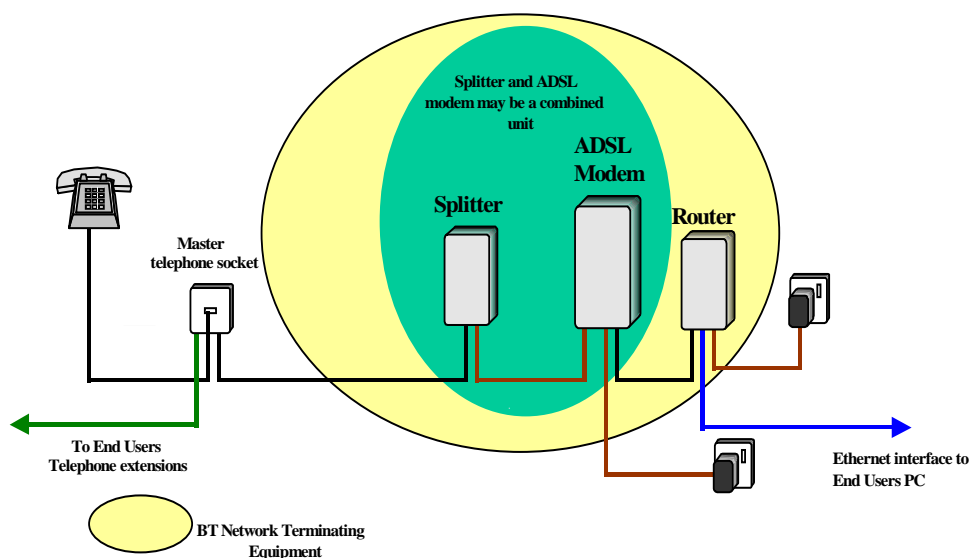 Splitter and ADSL
modem may be a combined
unit
ADSL
Modem
Splitter
Router
Master
telephone socket
To End Users
Telephone extensions
Ethernet interface to
End Users PC
BT Network Terminating
Equipment